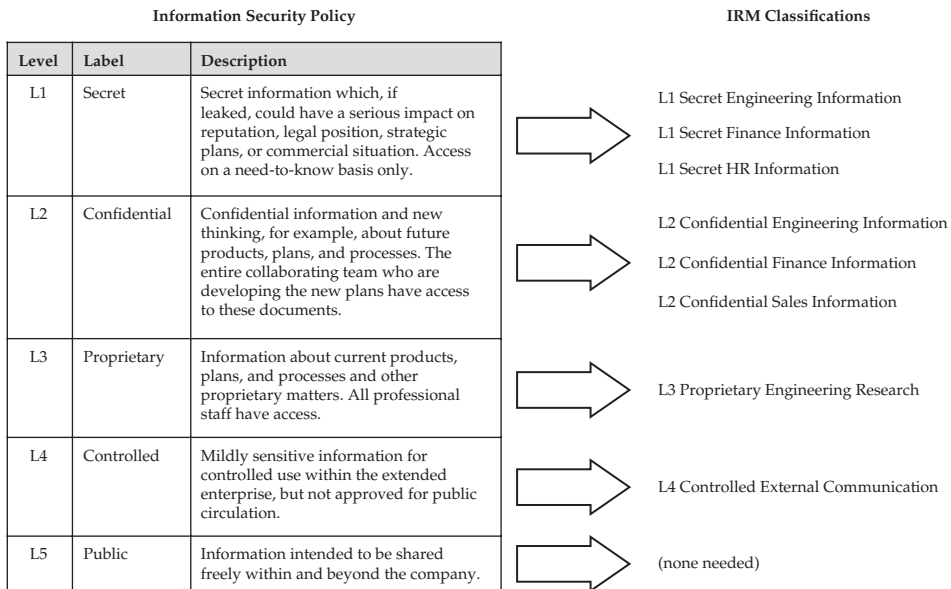 Information Security Policy
IRM Classifications
Level Label Description
L1 Secret Secret information which, if
leaked, could have a serious impact on
reputation, legal position, strategic
plans, or commercial situation. Access
on a need-to-know basis only.
L1 Secret Engineering Information
L1 Secret Finance Information
L1 Secret HR Information
L2 Confidential Confidential information and new
thinking, for example, about future
products, plans, and processes. The
entire collaborating team who are
developing the new plans have access
to these documents.
L2 Confidential Engineering Information
L2 Confidential Finance Information
L2 Confidential Sales Information
L3 Proprietary Information about current products,
plans, and processes and other
proprietary matters. All professional
staff have access.
L3 Proprietary Engineering Research
L4 Controlled Mildly sensitive information for
controlled use within the extended
enterprise, but not approved for public
circulation.
L4 Controlled External Communication
L5 Public Information intended to be shared
freely within and beyond the company.
(none needed)